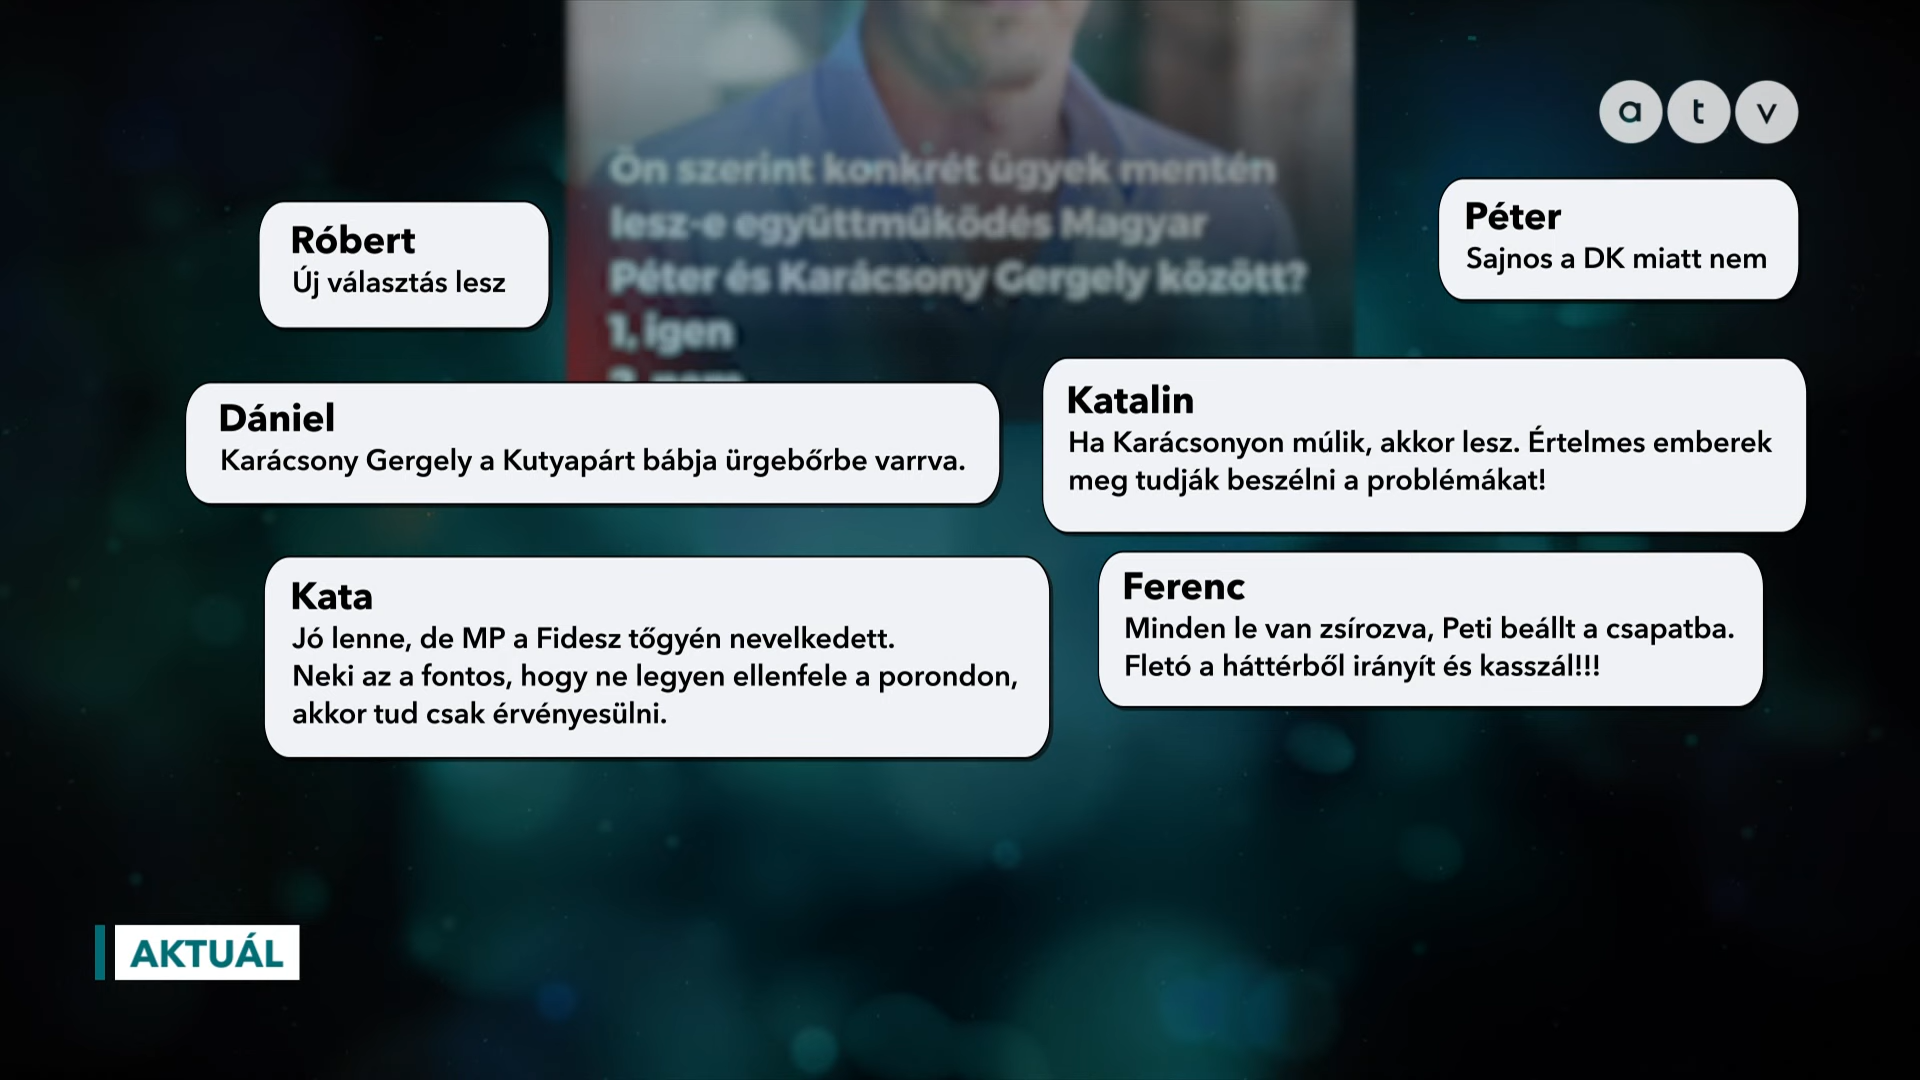 a t v
Ön szerint konkrét ügyek mentén
lesz-e együttműködés Magyar
Péter és Karácsony Gergely között?
1, igen
Róbert
Új választás lesz
Péter
Sajnos a DK miatt nem
Dániel
Karácsony Gergely a Kutyapárt bábja ürgebőrbe varrva.
Katalin
Ha Karácsonyon múlik, akkor lesz. Értelmes emberek
meg tudják beszélni a problémákat!
Kata
Jó lenne, de MP a Fidesz tőgyén nevelkedett.
Neki az a fontos, hogy ne legyen ellenfele a porondon,
akkor tud csak érvényesülni.
Ferenc
Minden le van zsírozva, Peti beállt a csapatba.
Fletó a háttérből irányít és kasszál!!!
AKTUÁL